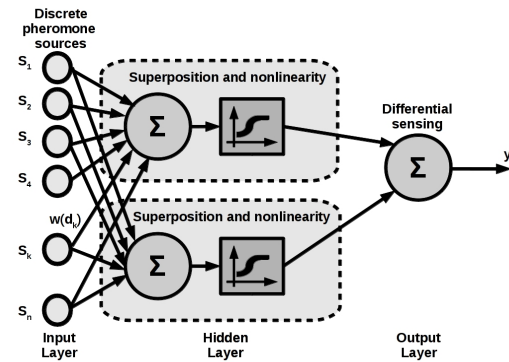 Discrete
pheromone
sources
S1
S2
S3
S4
w(dk)
Sk
Sn
Superposition and nonlinearity
Σ
Superposition and nonlinearity
Σ
Differential
sensing
Σ
y
Input
Layer
Hidden
Layer
Output
Layer